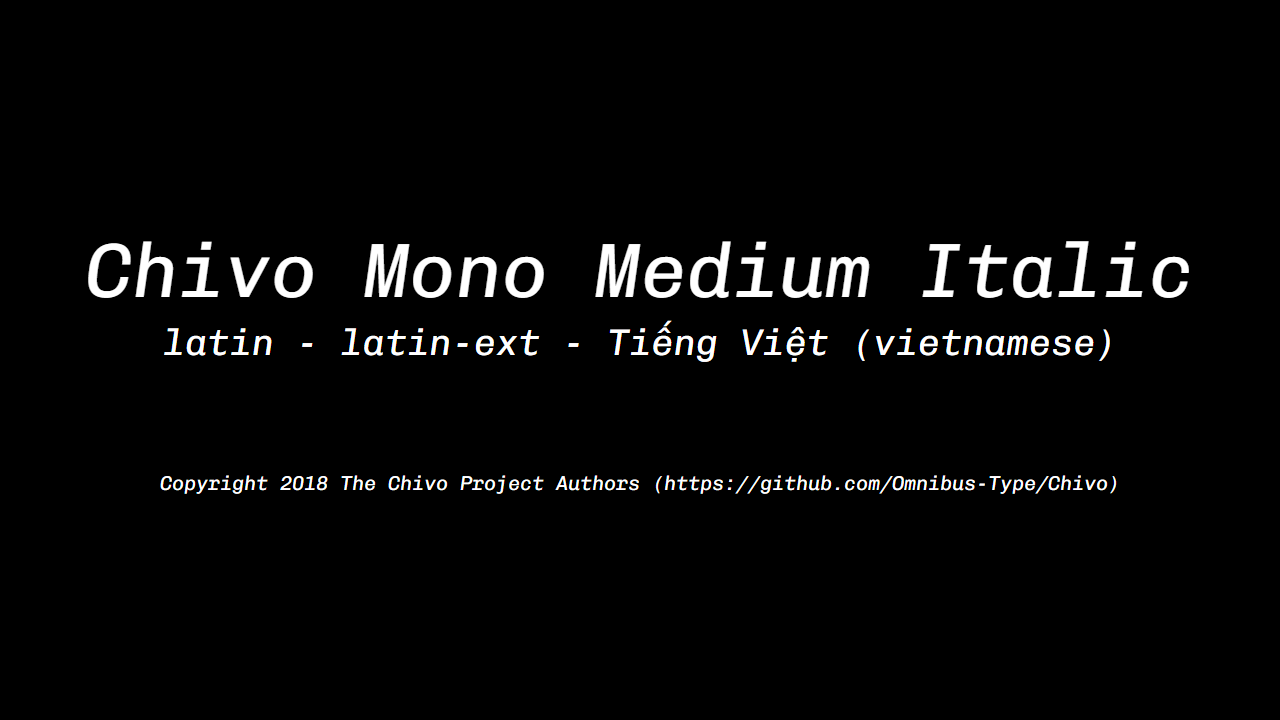 Chivo Mono Medium Italic
latin - latin-ext - Tiếng Việt (vietnamese)
Copyright 2018 The Chivo Project Authors (https://github.com/Omnibus-Type/Chivo)